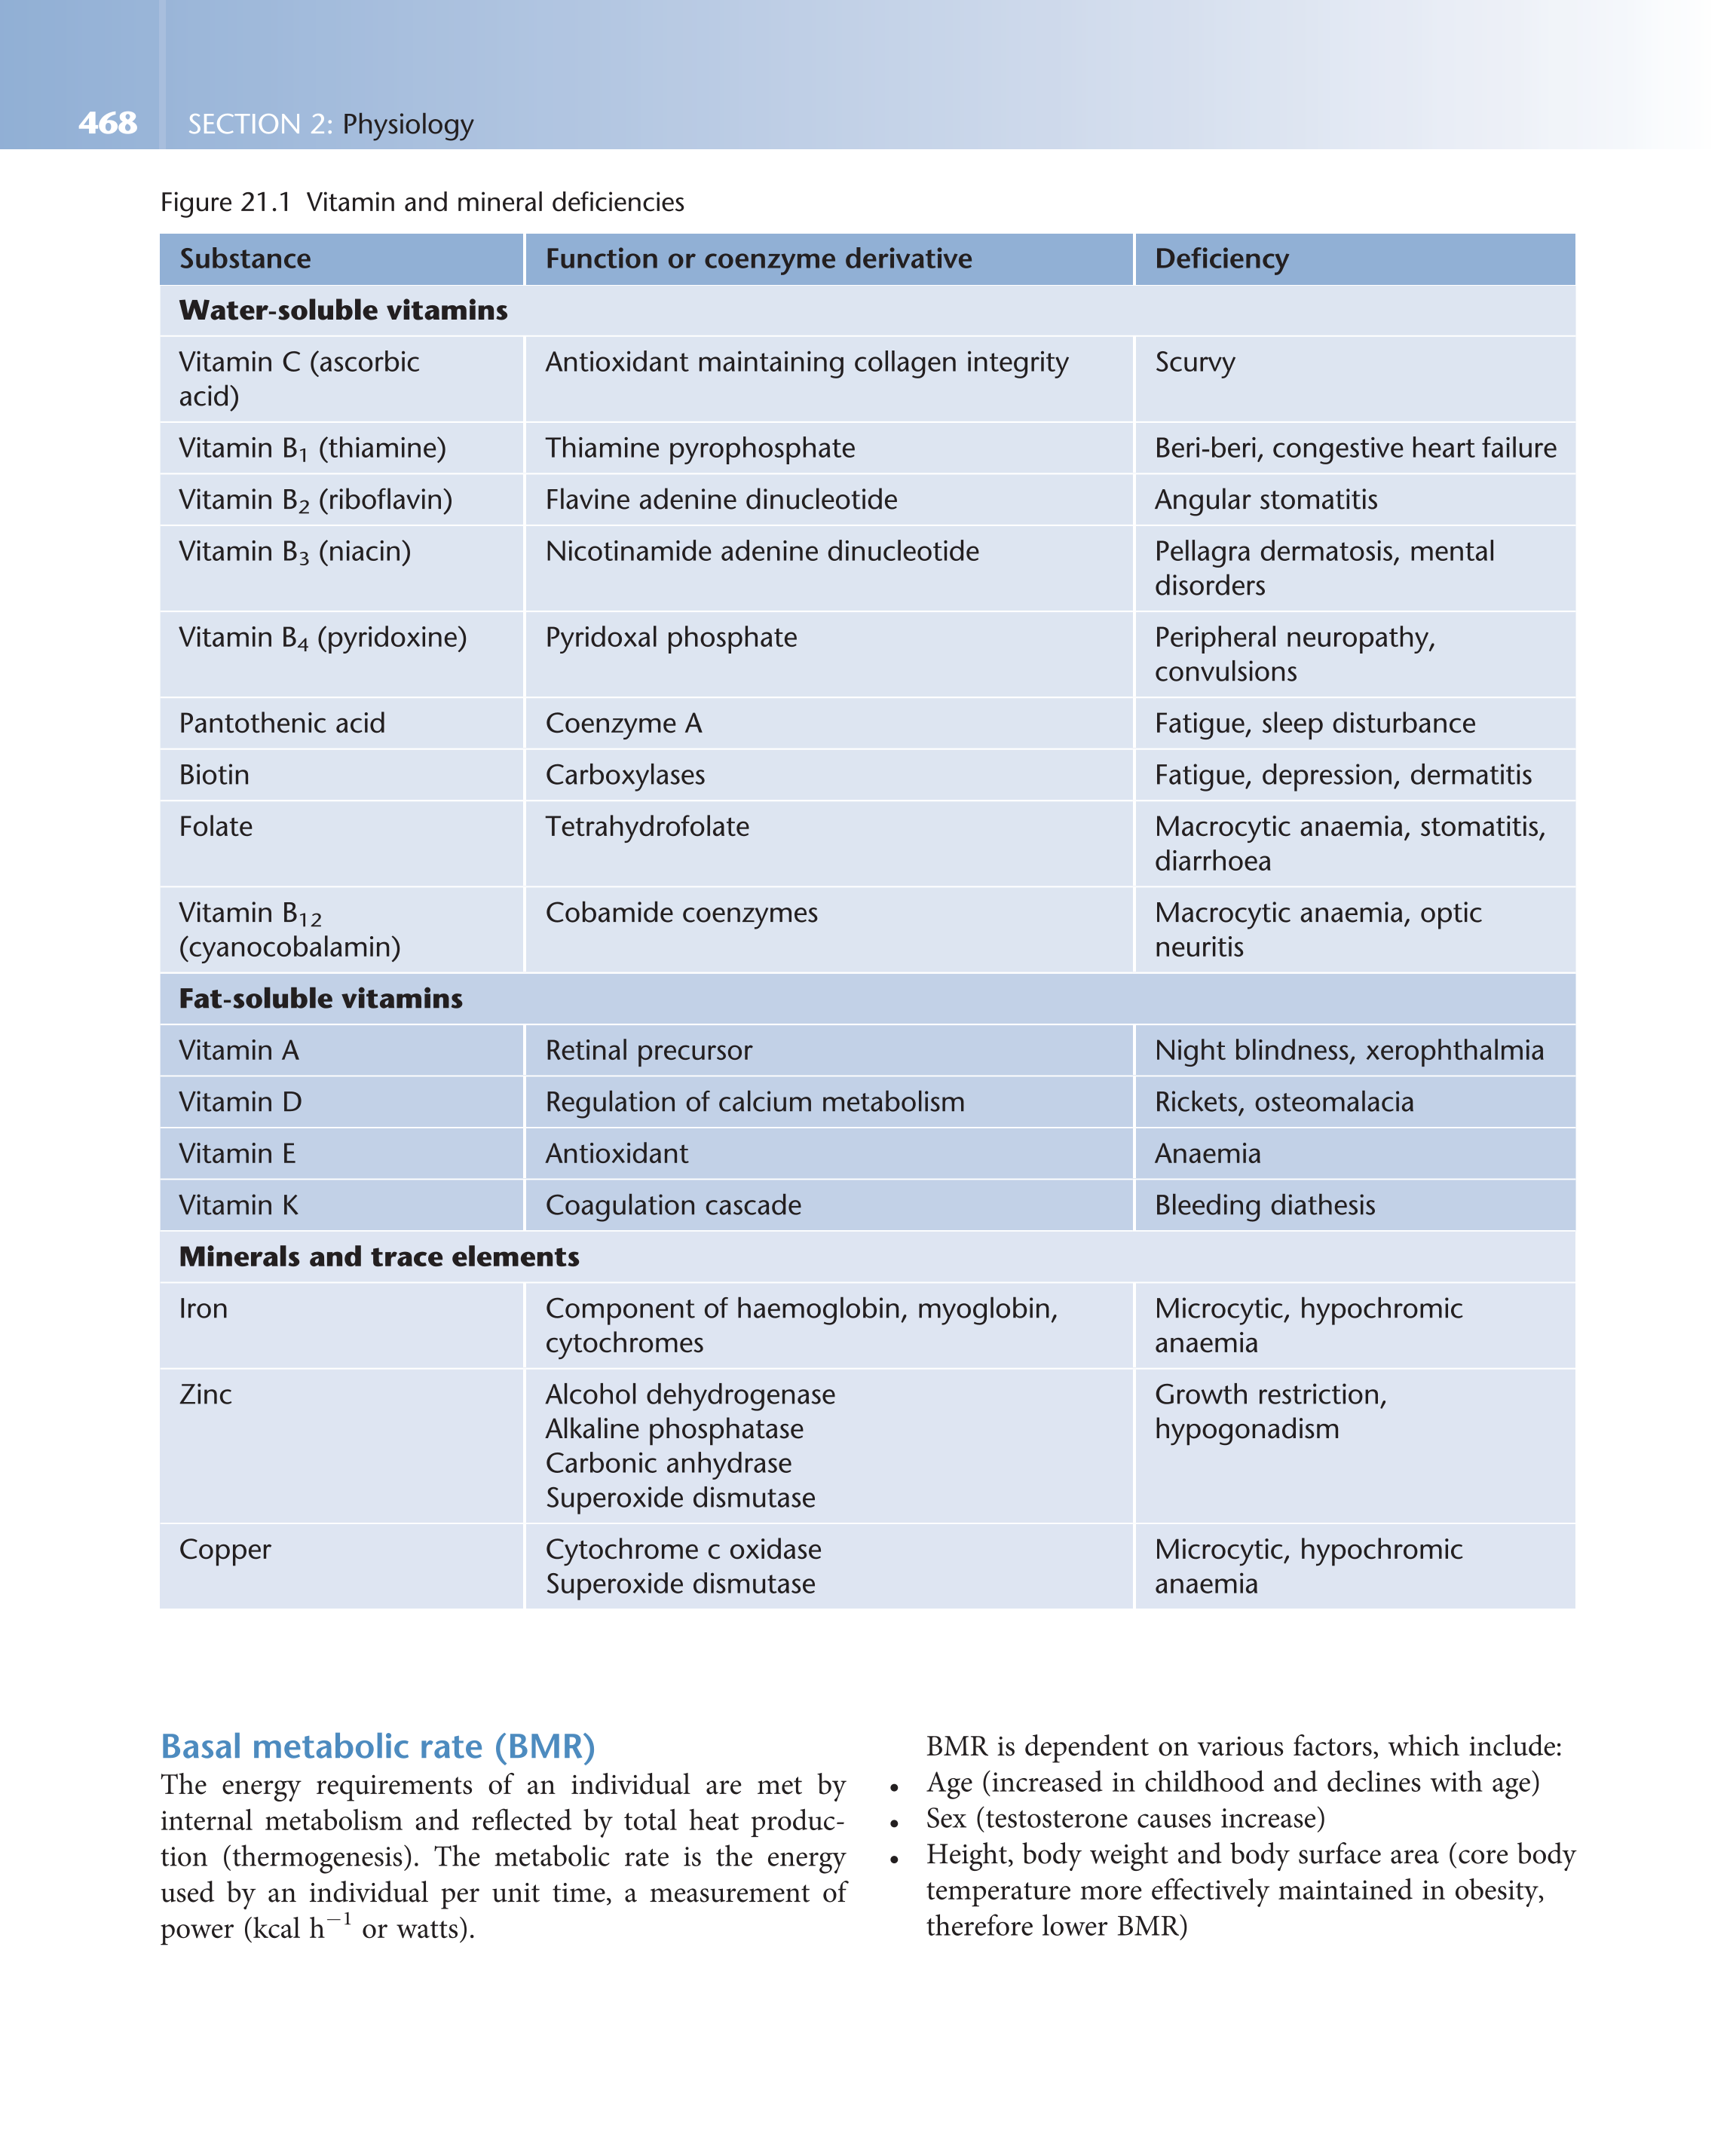 468 SECTION 2: Physiology
Figure 21.1 Vitamin and mineral deficiencies
Substance Function or coenzyme derivative Deficiency
Water-soluble vitamins
Vitamin C (ascorbic Antioxidant maintaining collagen integrity Scurvy
acid)
Vitamin B₁ (thiamine) Thiamine pyrophosphate Beri-beri, congestive heart failure
Vitamin B₂ (riboflavin) Flavine adenine dinucleotide Angular stomatitis
Vitamin B₃ (niacin) Nicotinamide adenine dinucleotide Pellagra dermatosis, mental
disorders
Vitamin B₄ (pyridoxine) Pyridoxal phosphate Peripheral neuropathy,
convulsions
Pantothenic acid Coenzyme A Fatigue, sleep disturbance
Biotin Carboxylases Fatigue, depression, dermatitis
Folate Tetrahydrofolate Macrocytic anaemia, stomatitis,
diarrhoea
Vitamin B₁₂ Cobamide coenzymes Macrocytic anaemia, optic
(cyanocobalamin) neuritis
Fat-soluble vitamins
Vitamin A Retinal precursor Night blindness, xerophthalmia
Vitamin D Regulation of calcium metabolism Rickets, osteomalacia
Vitamin E Antioxidant Anaemia
Vitamin K Coagulation cascade Bleeding diathesis
Minerals and trace elements
Iron Component of haemoglobin, myoglobin, Microcytic, hypochromic
cytochromes anaemia
Zinc Alcohol dehydrogenase Growth restriction,
Alkaline phosphatase hypogonadism
Carbonic anhydrase
Superoxide dismutase
Copper Cytochrome c oxidase Microcytic, hypochromic
Superoxide dismutase anaemia
Basal metabolic rate (BMR)
The energy requirements of an individual are met by
internal metabolism and reflected by total heat produc-
tion (thermogenesis). The metabolic rate is the energy
used by an individual per unit time, a measurement of
power (kcal h⁻¹ or watts).
BMR is dependent on various factors, which include:
• Age (increased in childhood and declines with age)
• Sex (testosterone causes increase)
• Height, body weight and body surface area (core body
temperature more effectively maintained in obesity,
therefore lower BMR)